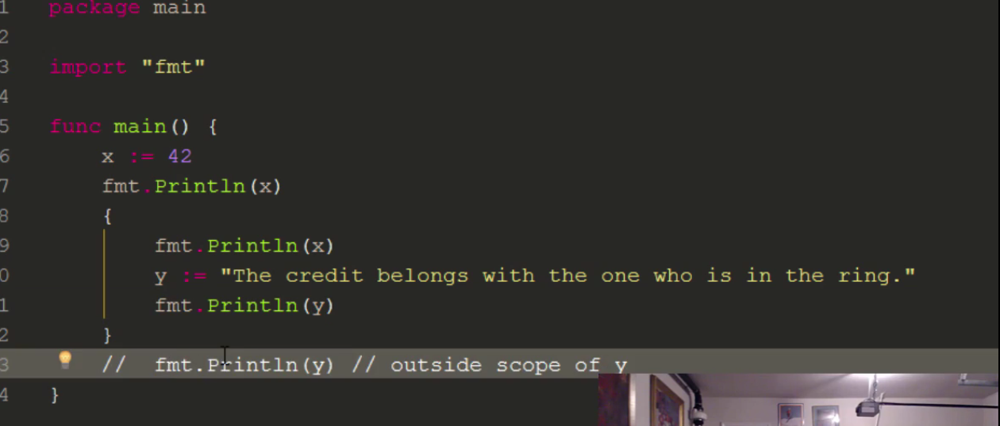 1 package main
2
3 import "fmt"
4
5 func main() {
6 x := 42
7 fmt.Println(x)
8 {
9 fmt.Println(x)
0 y := "The credit belongs with the one who is in the ring."
1 fmt.Println(y)
2 }
3 // fmt.Println(y) // outside scope of y
4 }